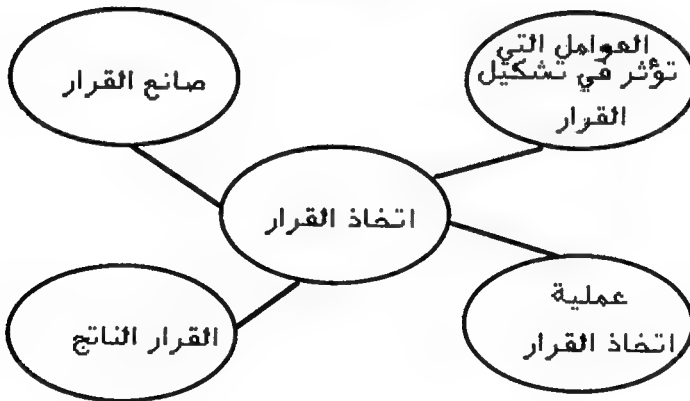 العوامل التي
تؤثر في تشكيل
القرار
صانع القرار
اتخاذ القرار
عملية
اتخاذ القرار
القرار الناتج